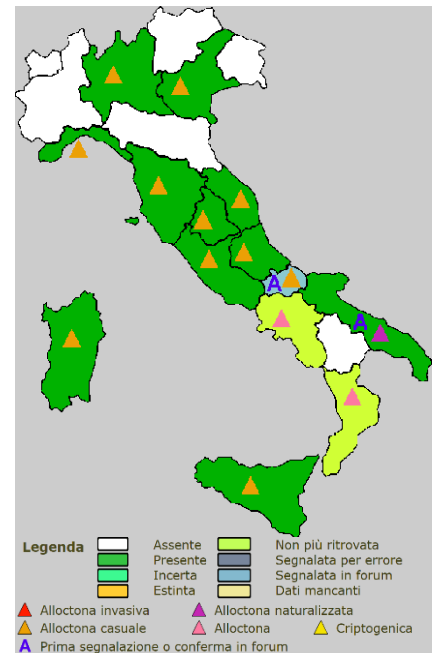 A
A
Legenda
Assente Non più ritrovata
Presente Segnalata per errore
Incerta Segnalata in forum
Estinta Dati mancanti
Alloctona invasiva Alloctona naturalizzata
Alloctona casuale Alloctona Criptogenica
A Prima segnalazione o conferma in forum